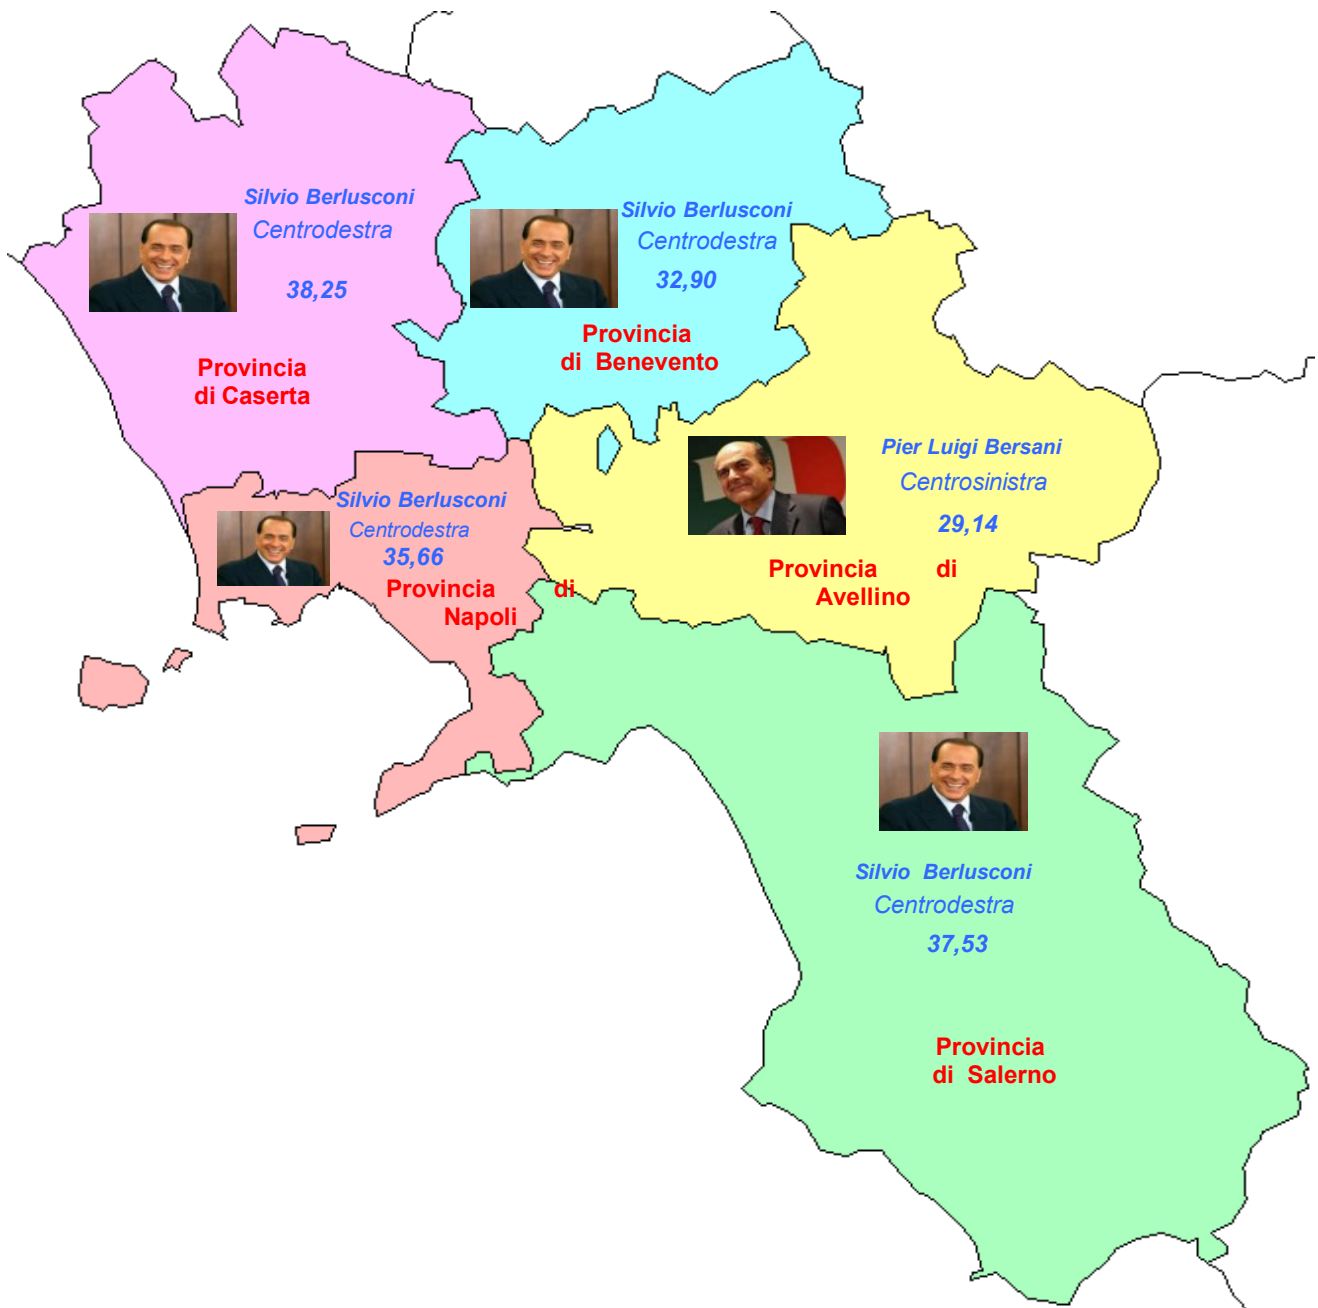 Silvio Berlusconi
Centrodestra
38,25
Provincia
di Caserta
Silvio Berlusconi
Centrodestra
32,90
Provincia
di Benevento
Pier Luigi Bersani
Centrosinistra
29,14
Provincia di
Avellino
Silvio Berlusconi
Centrodestra
35,66
Provincia di
Napoli
Silvio Berlusconi
Centrodestra
37,53
Provincia
di Salerno